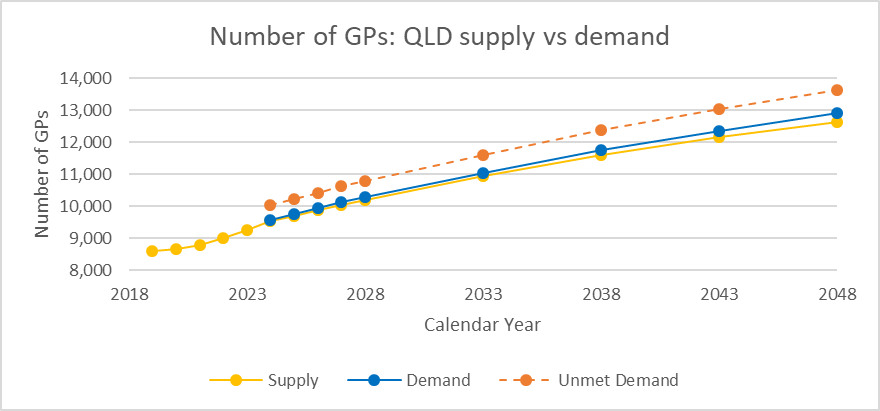 Number of GPs: QLD supply vs demand
14,000
13,000
12,000
11,000
10,000
9,000
8,000
Number of GPs
2018 2023 2028 2033 2038 2043 2048
Calendar Year
Supply Demand Unmet Demand